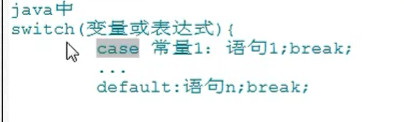 java中
switch(变量或表达式){
case 常量1: 语句1;break;
...
default:语句n;break;